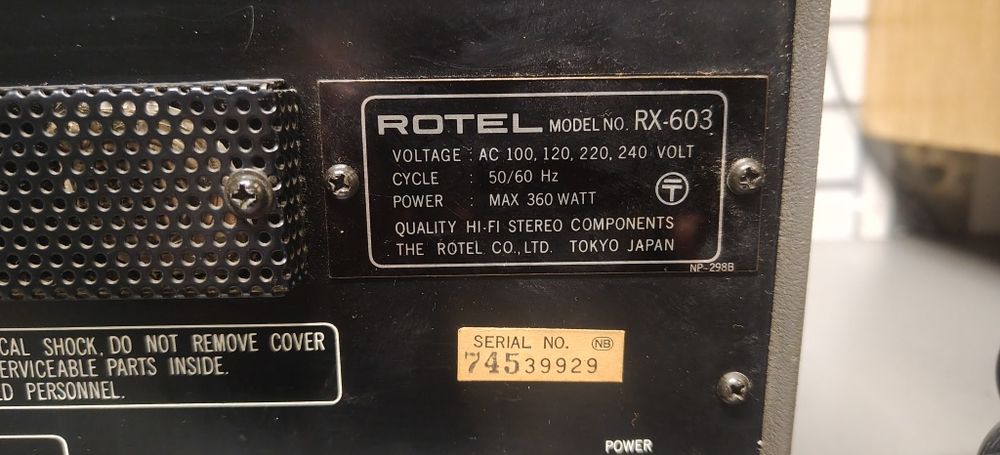 ROTEL MODEL NO. RX-603
VOLTAGE : AC 100, 120, 220, 240 VOLT
CYCLE : 50/60 Hz
POWER : MAX 360 WATT
T
QUALITY HI-FI STEREO COMPONENTS
THE ROTEL CO., LTD. TOKYO JAPAN
NP-298B
CAL SHOCK, DO NOT REMOVE COVER
ERVICEABLE PARTS INSIDE.
ED PERSONNEL.
SERIAL NO. NB
74539929
POWER